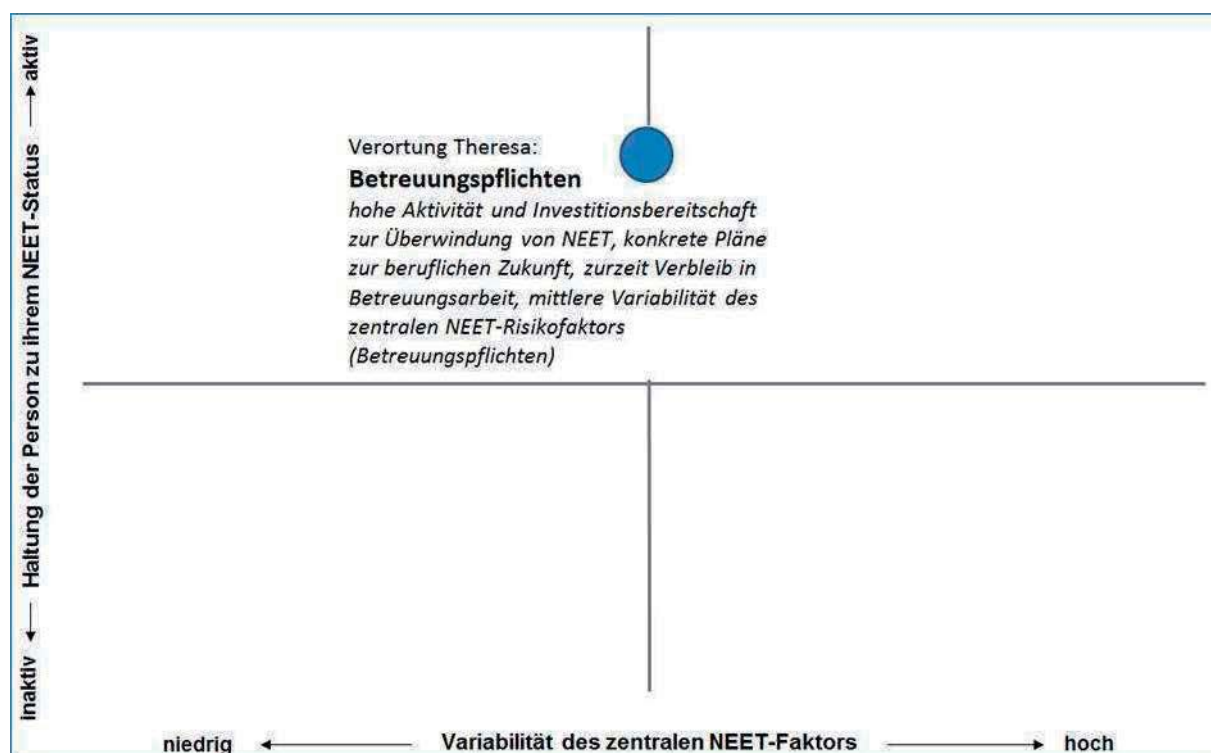 inaktiv ← Haltung der Person zu ihrem NEET-Status → aktiv
Verortung Theresa:
Betreuungspflichten
hohe Aktivität und Investitionsbereitschaft
zur Überwindung von NEET, konkrete Pläne
zur beruflichen Zukunft, zurzeit Verbleib in
Betreuungsarbeit, mittlere Variabilität des
zentralen NEET-Risikofaktors
(Betreuungspflichten)
niedrig ← Variabilität des zentralen NEET-Faktors → hoch